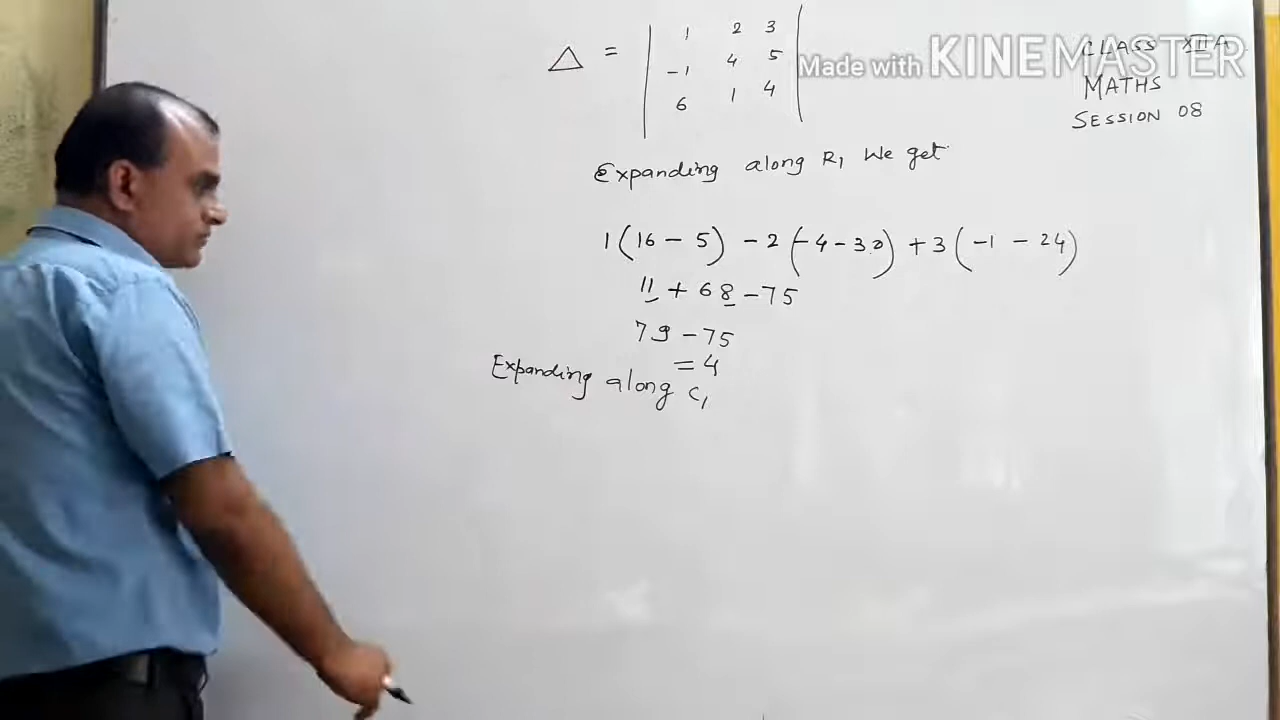 △ = | 1 2 3 |
| -1 4 5 |
| 6 1 4 |
Made with KINEMASTER
CLASS XII A
MATHS
SESSION 08
Expanding along R₁ We get
1(16 - 5) - 2(-4 - 30) + 3(-1 - 24)
11 + 68 - 75
79 - 75
= 4
Expanding along C₁